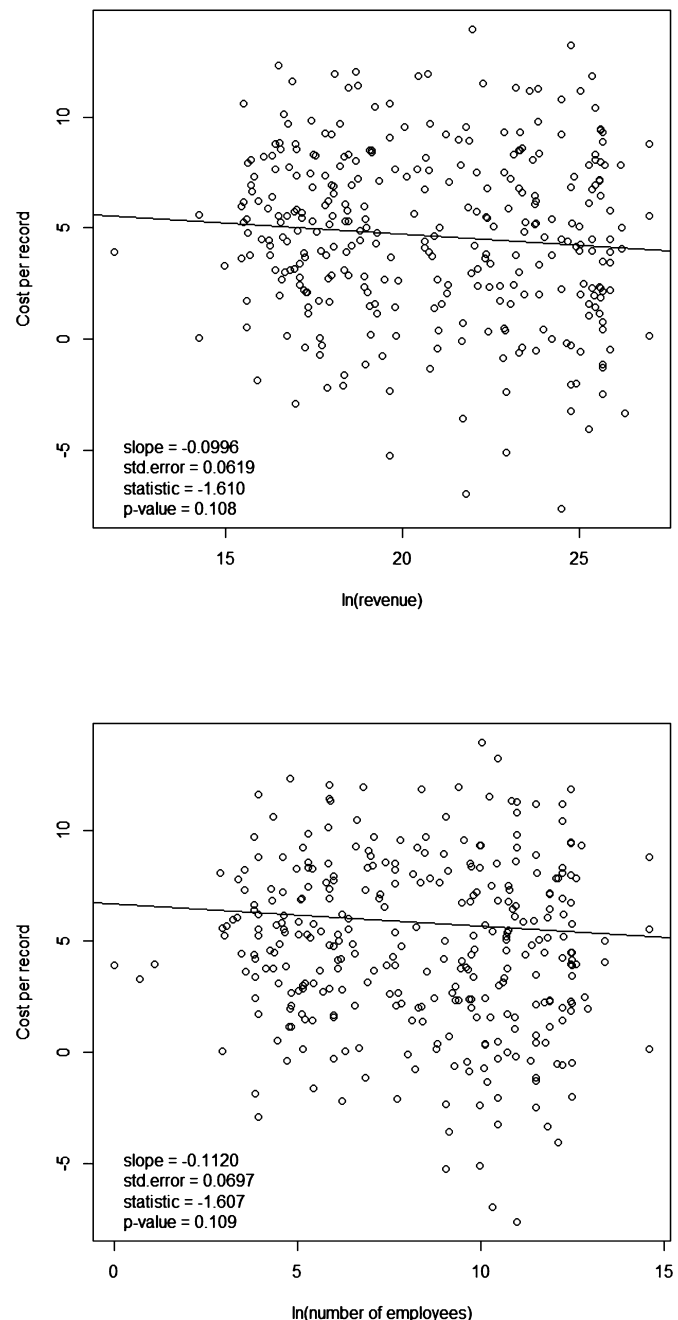 10
5
0
-5
Cost per record
slope = -0.0996
std.error = 0.0619
statistic = -1.610
p-value = 0.108
15 20 25
ln(revenue)
10
5
0
-5
Cost per record
slope = -0.1120
std.error = 0.0697
statistic = -1.607
p-value = 0.109
0 5 10 15
ln(number of employees)